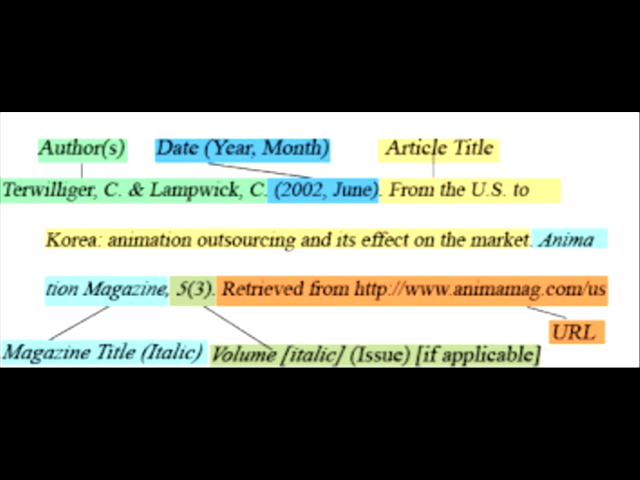 Author(s) Date (Year, Month) Article Title
Terwilliger, C. & Lampwick, C. (2002, June). From the U.S. to
Korea: animation outsourcing and its effect on the market. Anima
tion Magazine, 5(3). Retrieved from http://www.animamag.com/us
URL
Magazine Title (Italic) Volume [italic] (Issue) [if applicable]